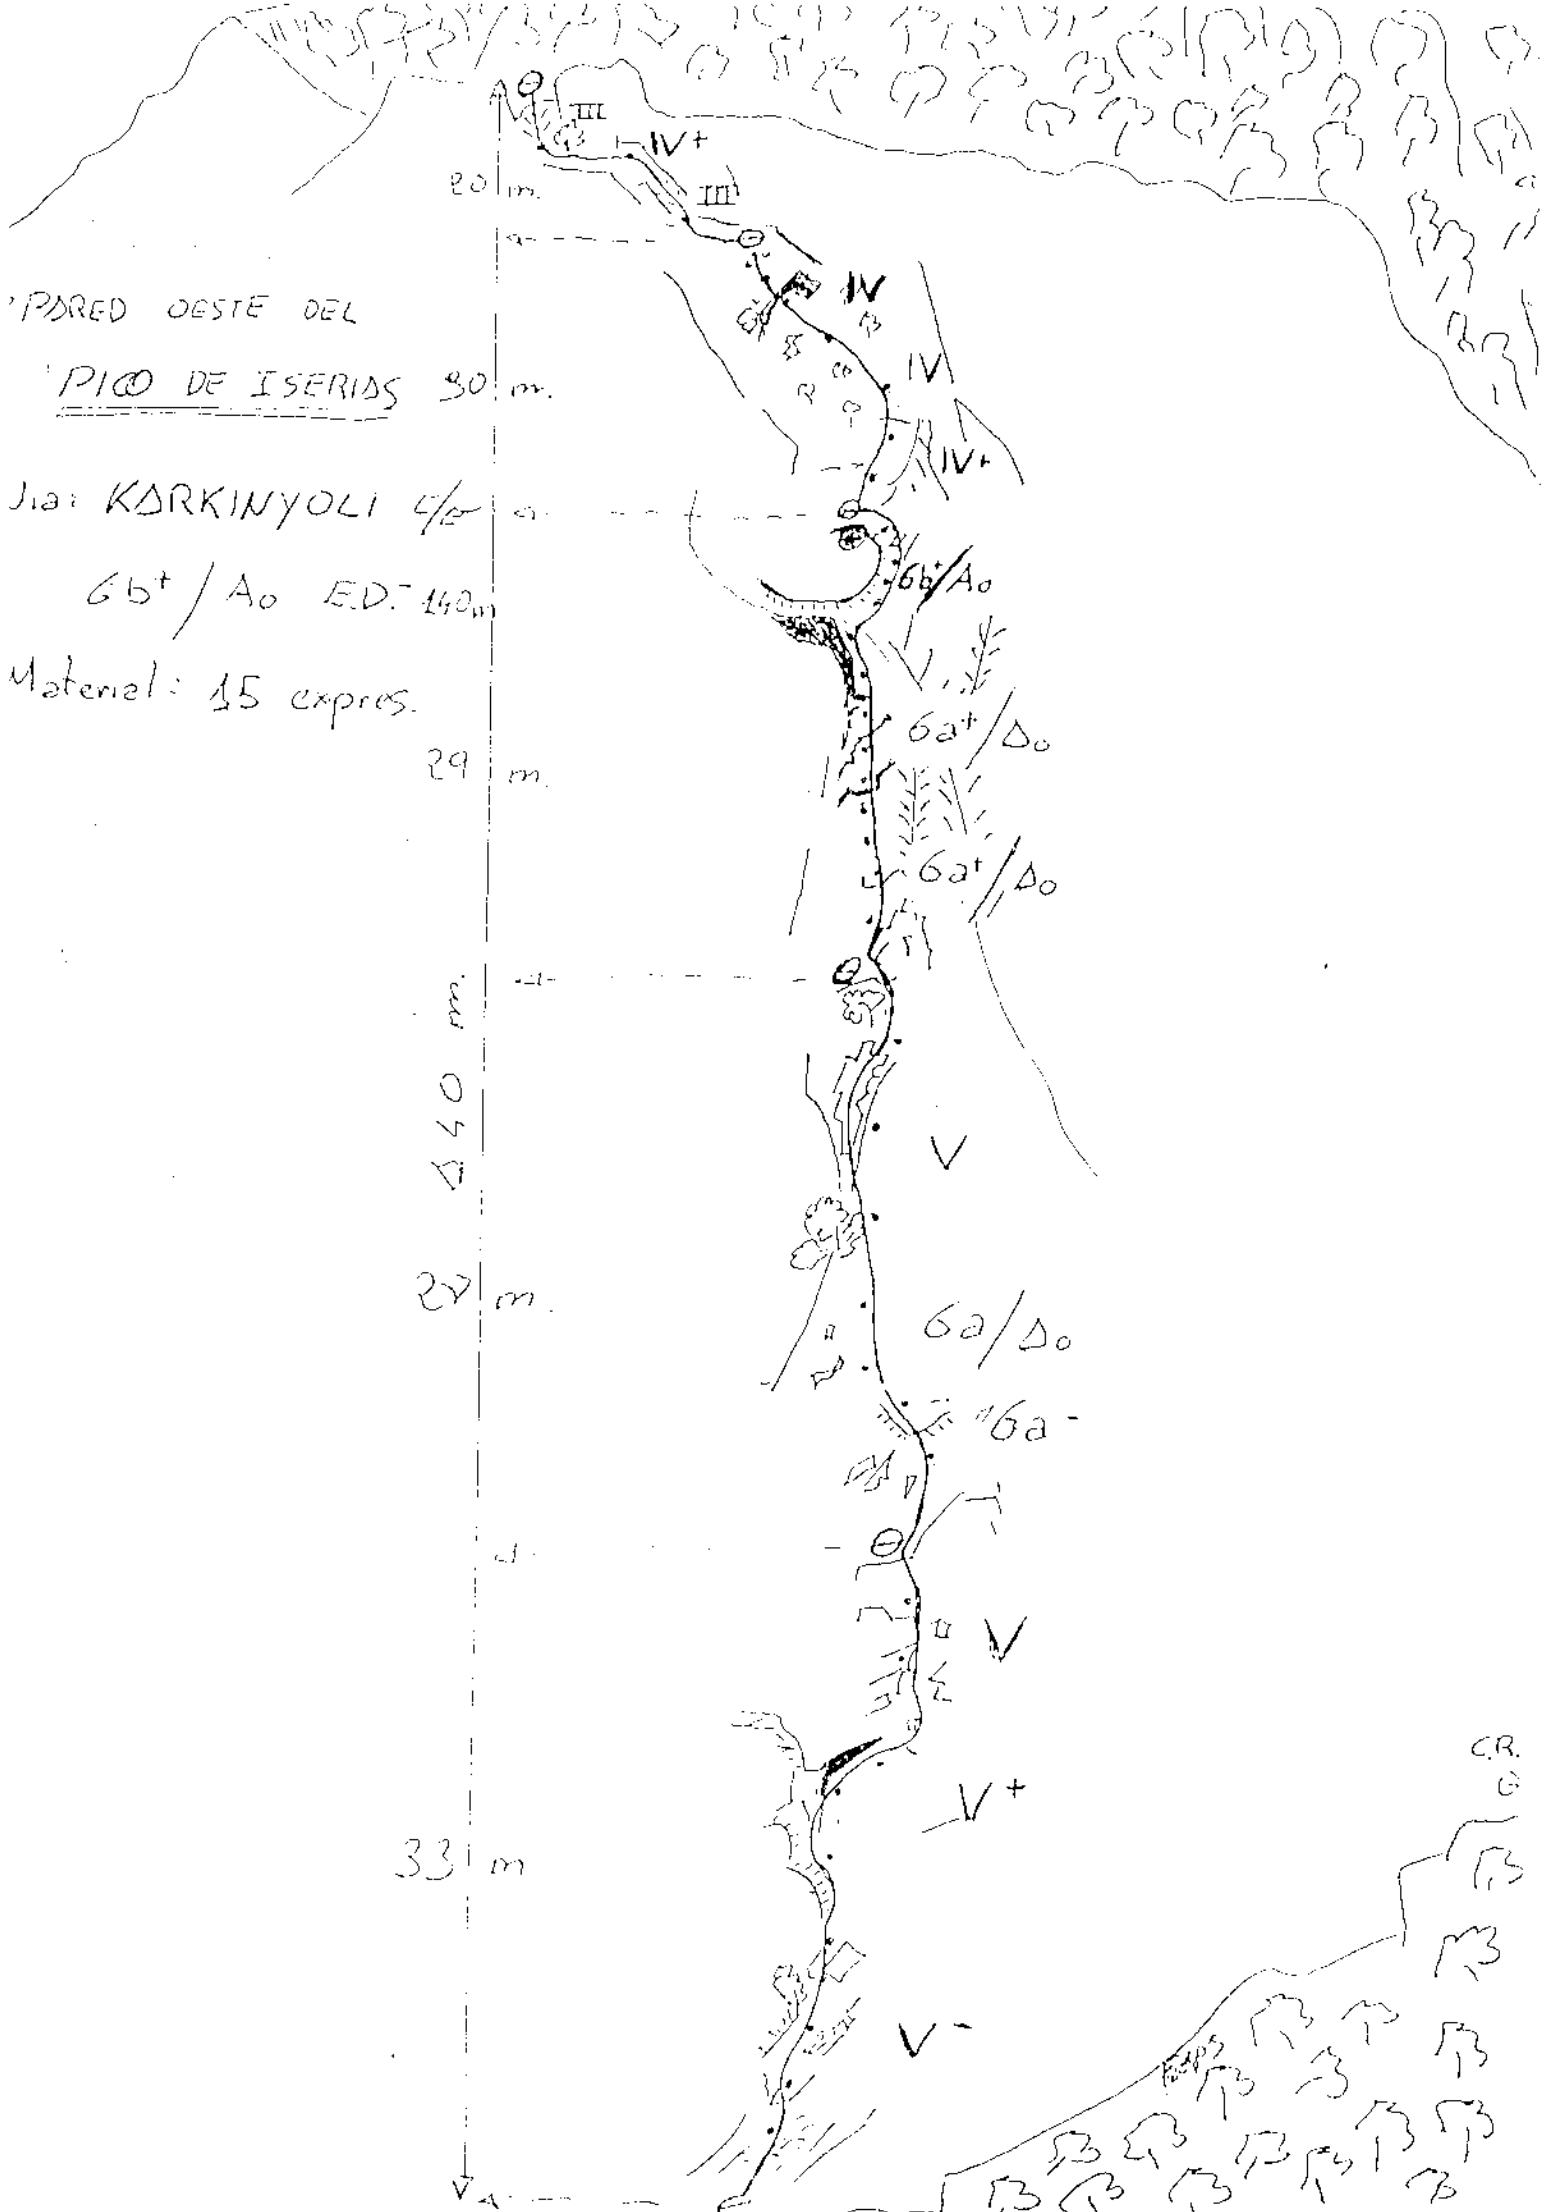 III
IV+
20 m.
III
IV
PARED OESTE DEL
PICO DE ISERIAS
30 m.
IV
IV+
Via: KARKINYOLI
6b+/A0
6b+/A0 E.D.- 140m
V
Material: 15 expres.
6a+/A0
29 m.
6a+/A0
140 m.
V
6a/A0
m.
6a-
V
C.R.
V+
33 m
V-